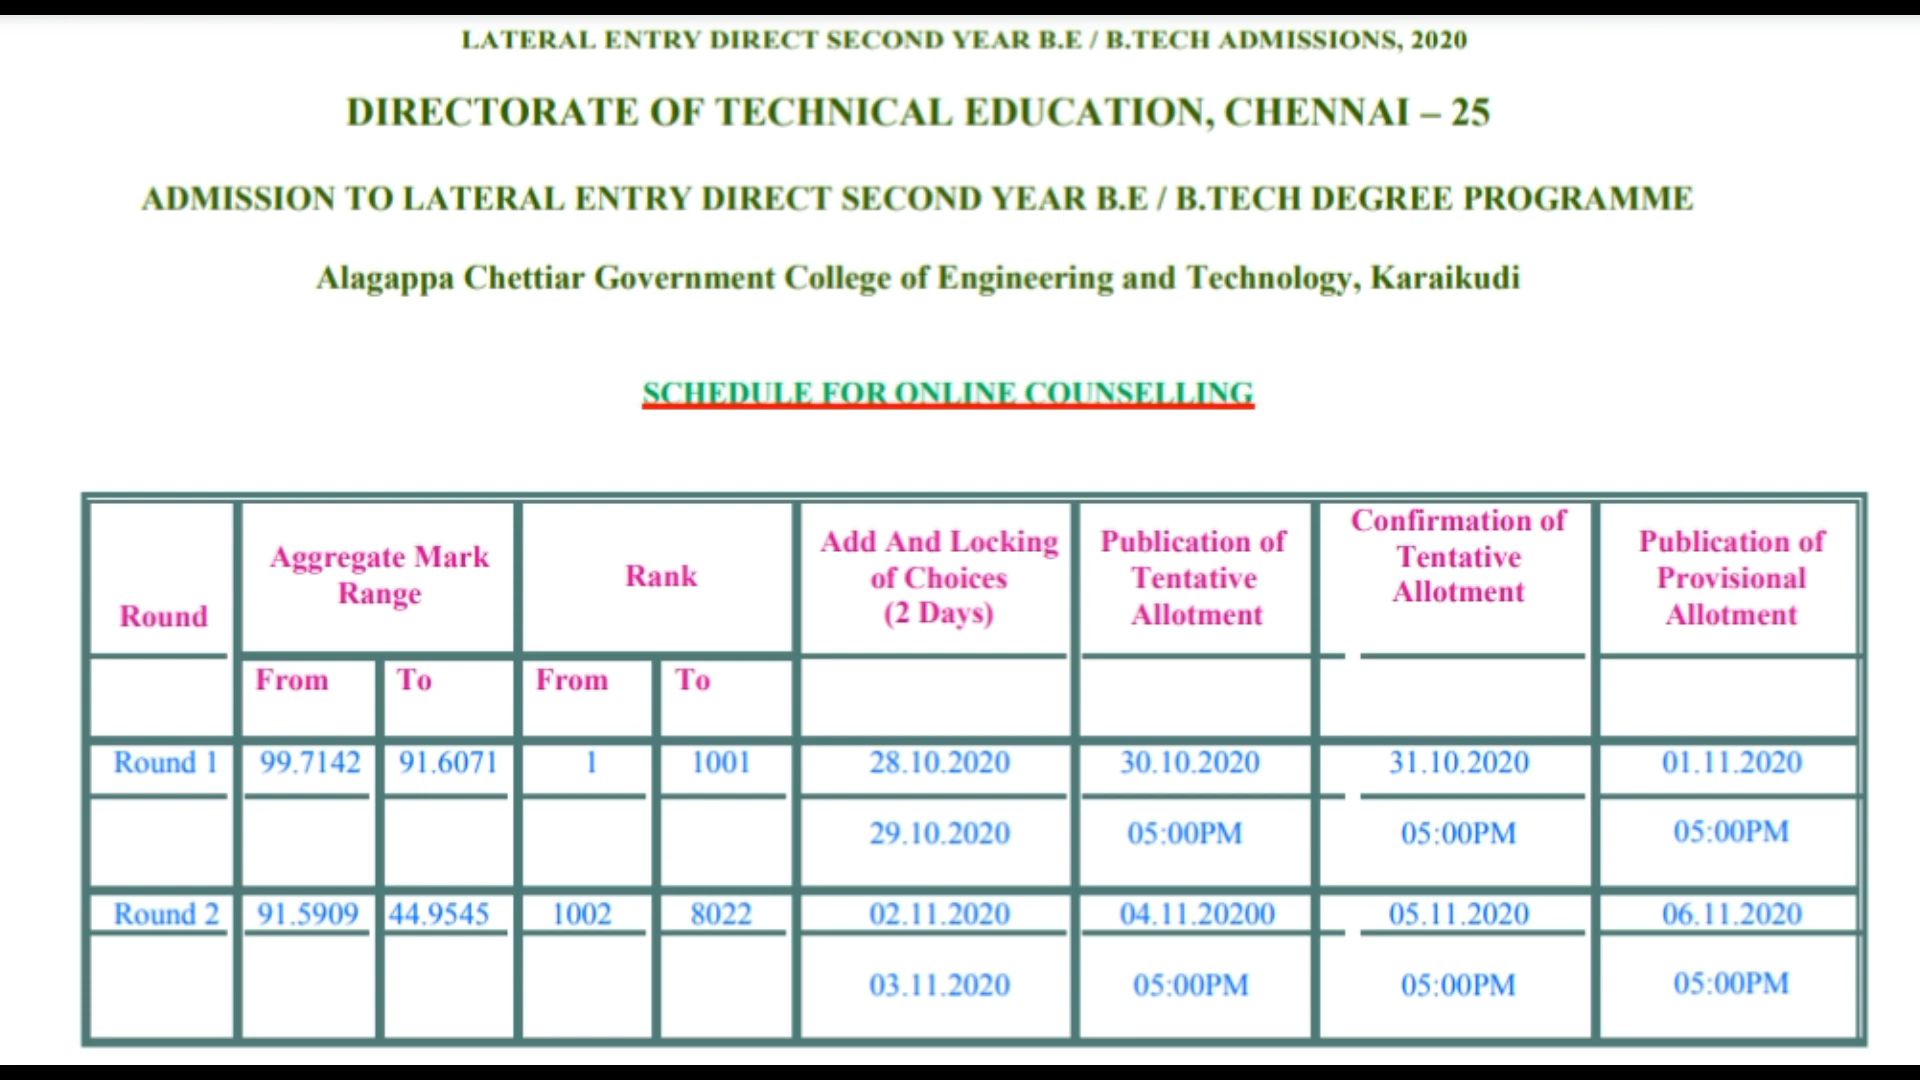 LATERAL ENTRY DIRECT SECOND YEAR B.E / B.TECH ADMISSIONS, 2020
DIRECTORATE OF TECHNICAL EDUCATION, CHENNAI – 25
ADMISSION TO LATERAL ENTRY DIRECT SECOND YEAR B.E / B.TECH DEGREE PROGRAMME
Alagappa Chettiar Government College of Engineering and Technology, Karaikudi
SCHEDULE FOR ONLINE COUNSELLING
Round
Aggregate Mark
Range
Rank
Add And Locking
of Choices
(2 Days)
Publication of
Tentative
Allotment
Confirmation of
Tentative
Allotment
Publication of
Provisional
Allotment
From To From To
Round 1 99.7142 91.6071 1 1001 28.10.2020 30.10.2020 31.10.2020 01.11.2020
29.10.2020 05:00PM 05:00PM 05:00PM
Round 2 91.5909 44.9545 1002 8022 02.11.2020 04.11.20200 05.11.2020 06.11.2020
03.11.2020 05:00PM 05:00PM 05:00PM